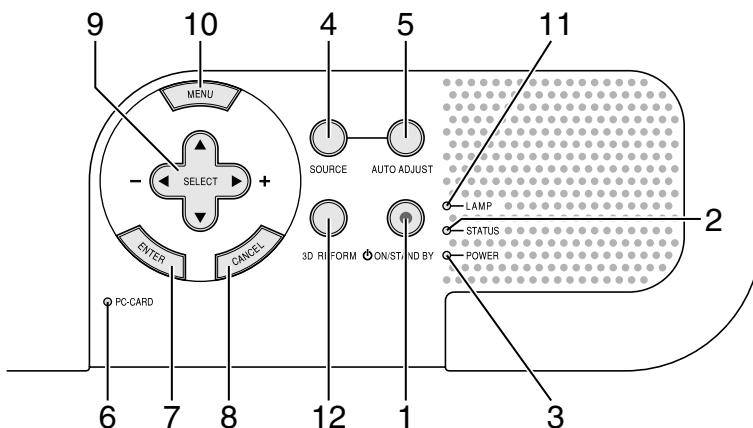 9 10 4 5 11
MENU
SELECT
− +
SOURCE AUTO ADJUST
LAMP
2
STATUS
POWER
ENTER CANCEL
3D REFORM ON/STAND BY
PC-CARD
6 7 8 12 1 3